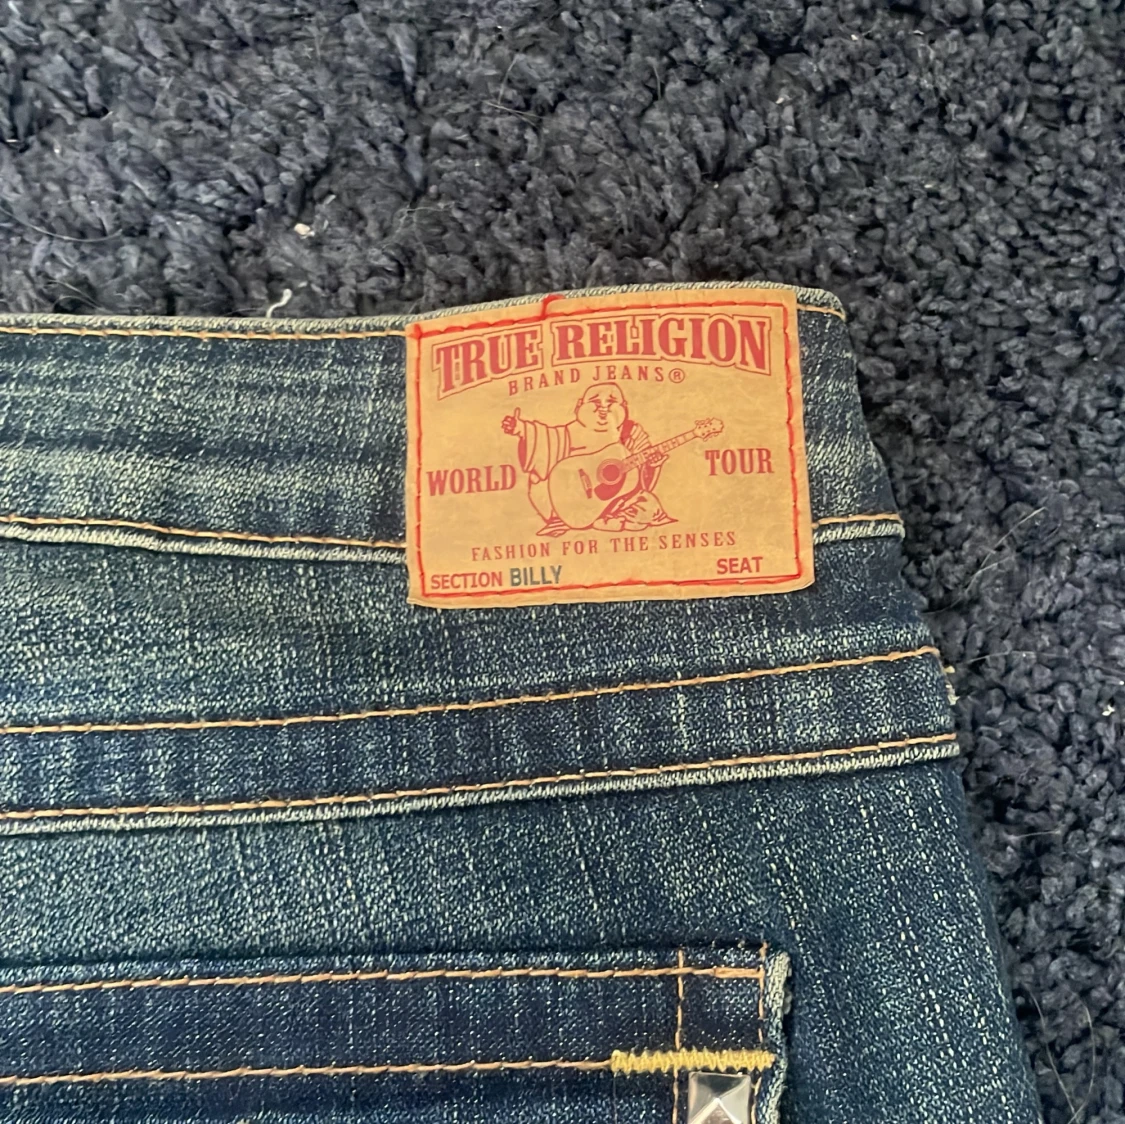 TRUE RELIGION
BRAND JEANS®
WORLD TOUR
FASHION FOR THE SENSES
SECTION BILLY SEAT